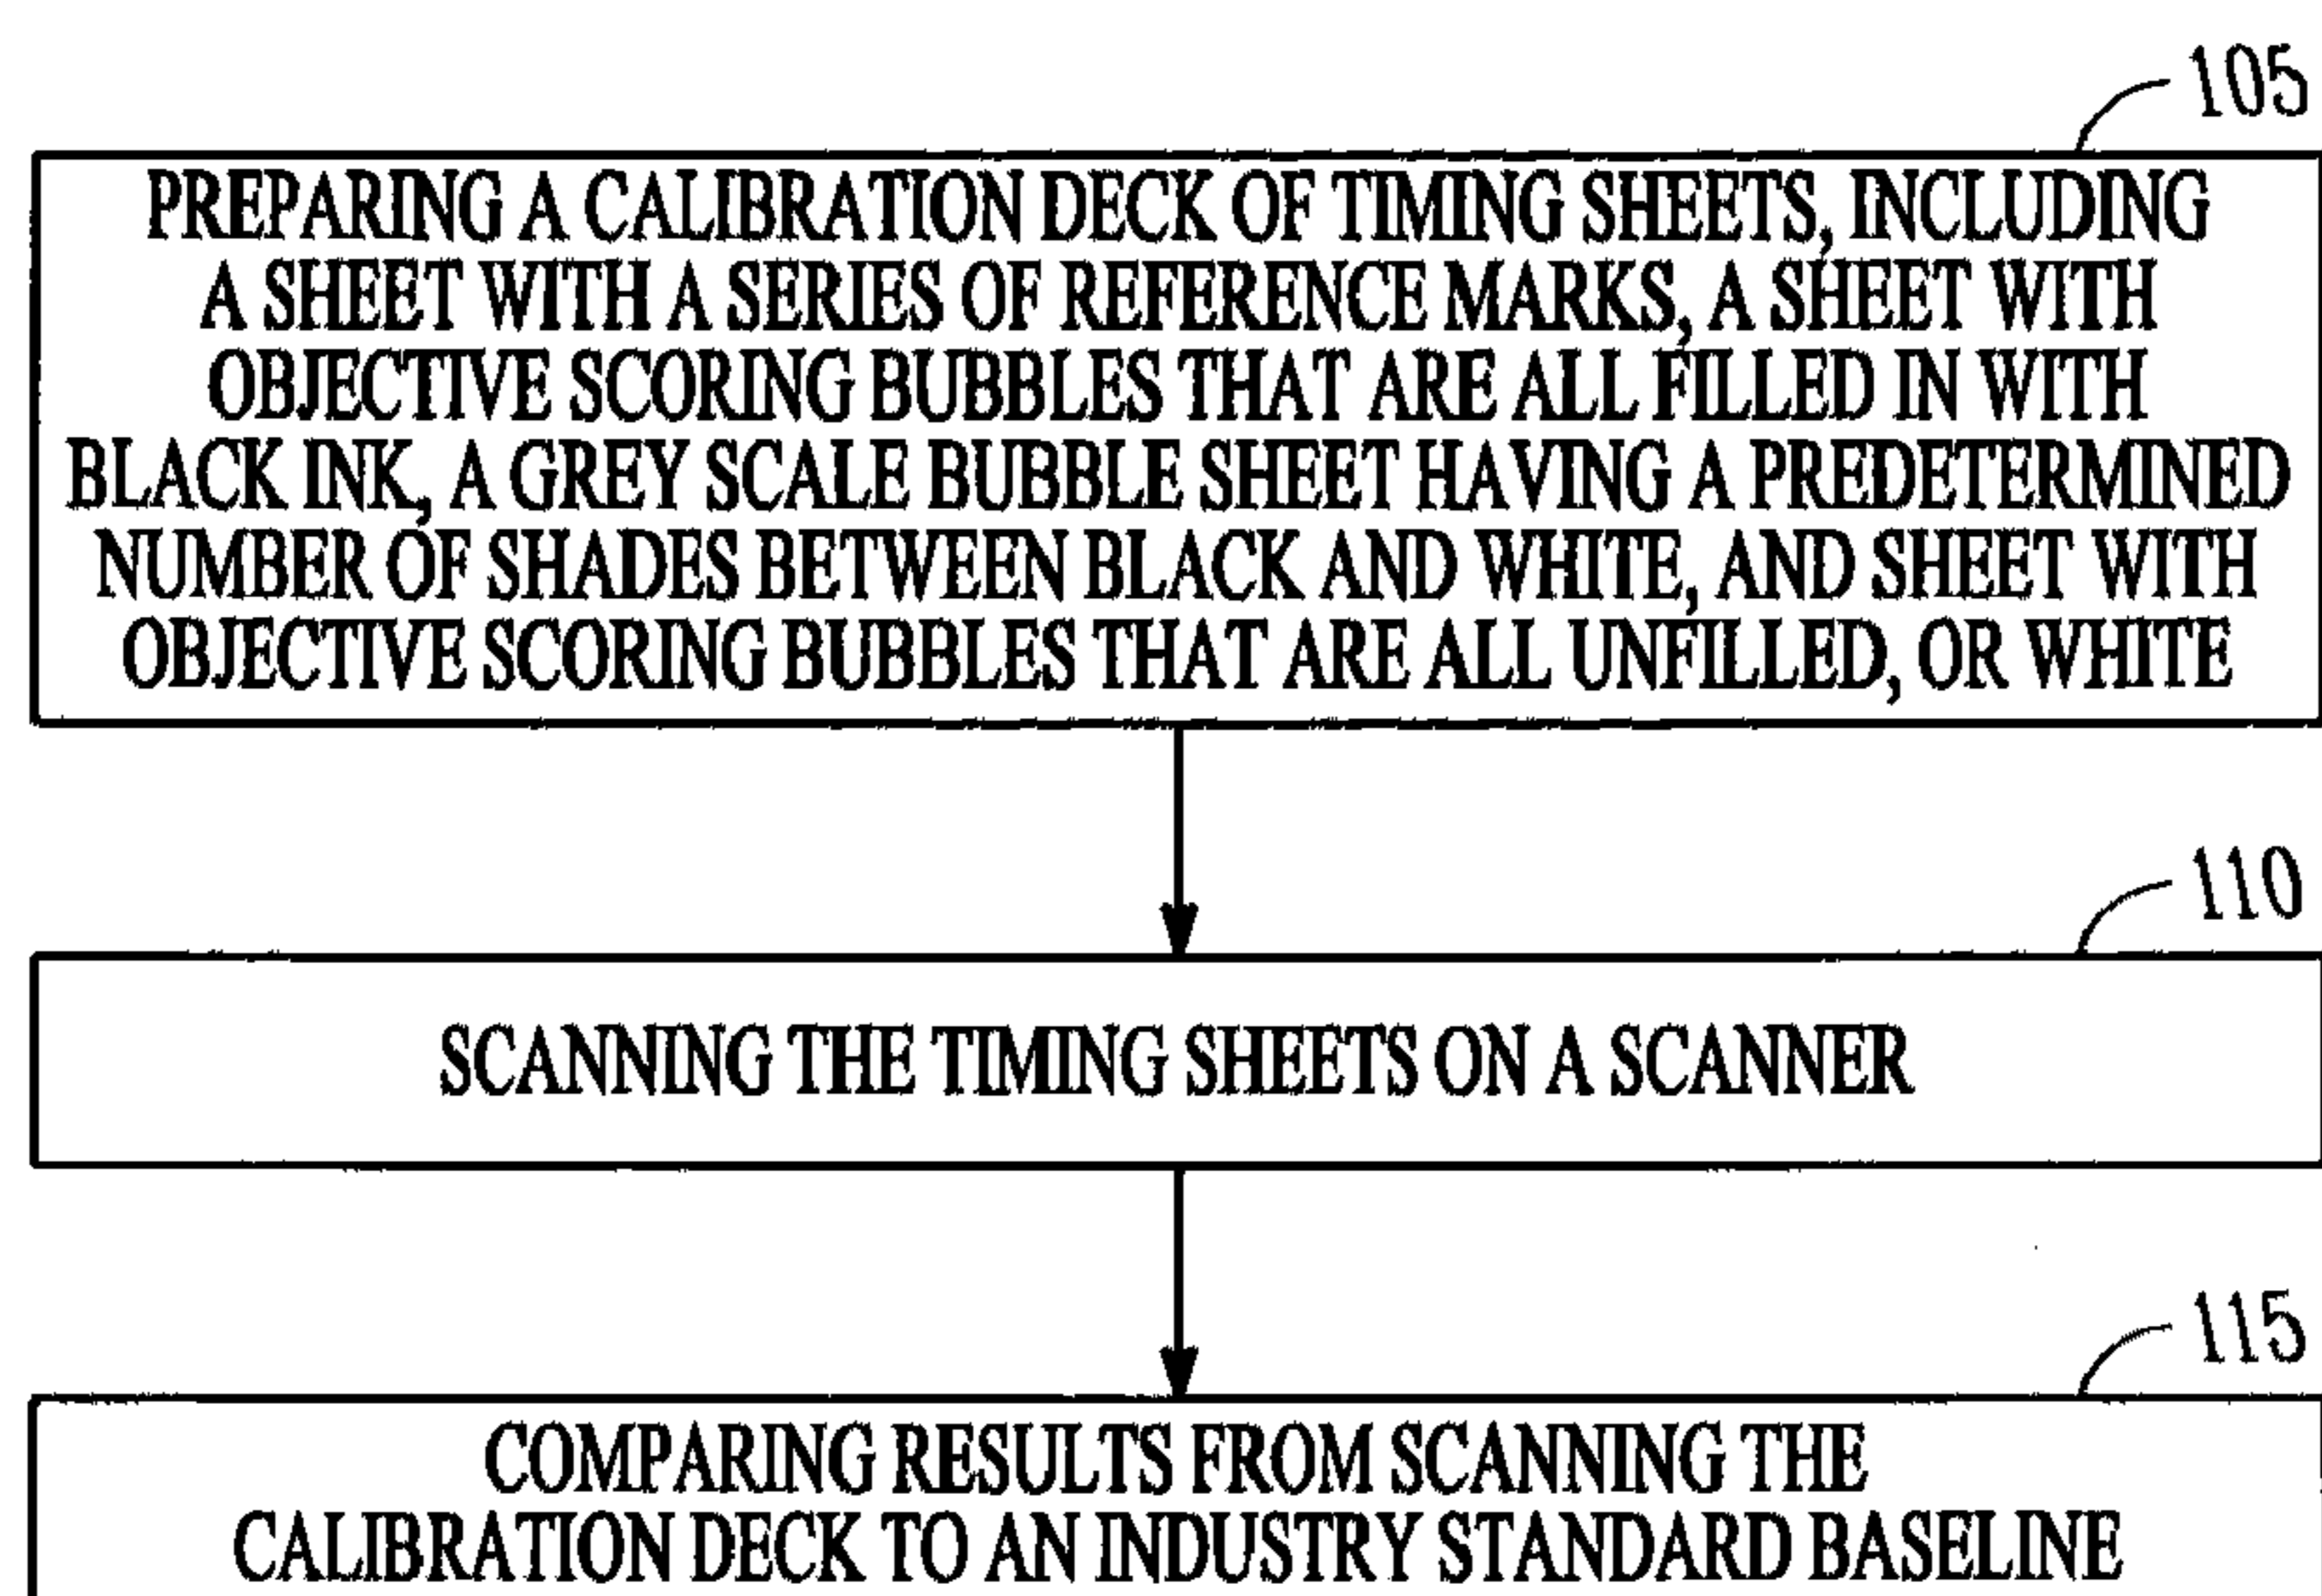 105
PREPARING A CALIBRATION DECK OF TIMING SHEETS, INCLUDING
A SHEET WITH A SERIES OF REFERENCE MARKS, A SHEET WITH
OBJECTIVE SCORING BUBBLES THAT ARE ALL FILLED IN WITH
BLACK INK, A GREY SCALE BUBBLE SHEET HAVING A PREDETERMINED
NUMBER OF SHADES BETWEEN BLACK AND WHITE, AND SHEET WITH
OBJECTIVE SCORING BUBBLES THAT ARE ALL UNFILLED, OR WHITE
110
SCANNING THE TIMING SHEETS ON A SCANNER
115
COMPARING RESULTS FROM SCANNING THE
CALIBRATION DECK TO AN INDUSTRY STANDARD BASELINE